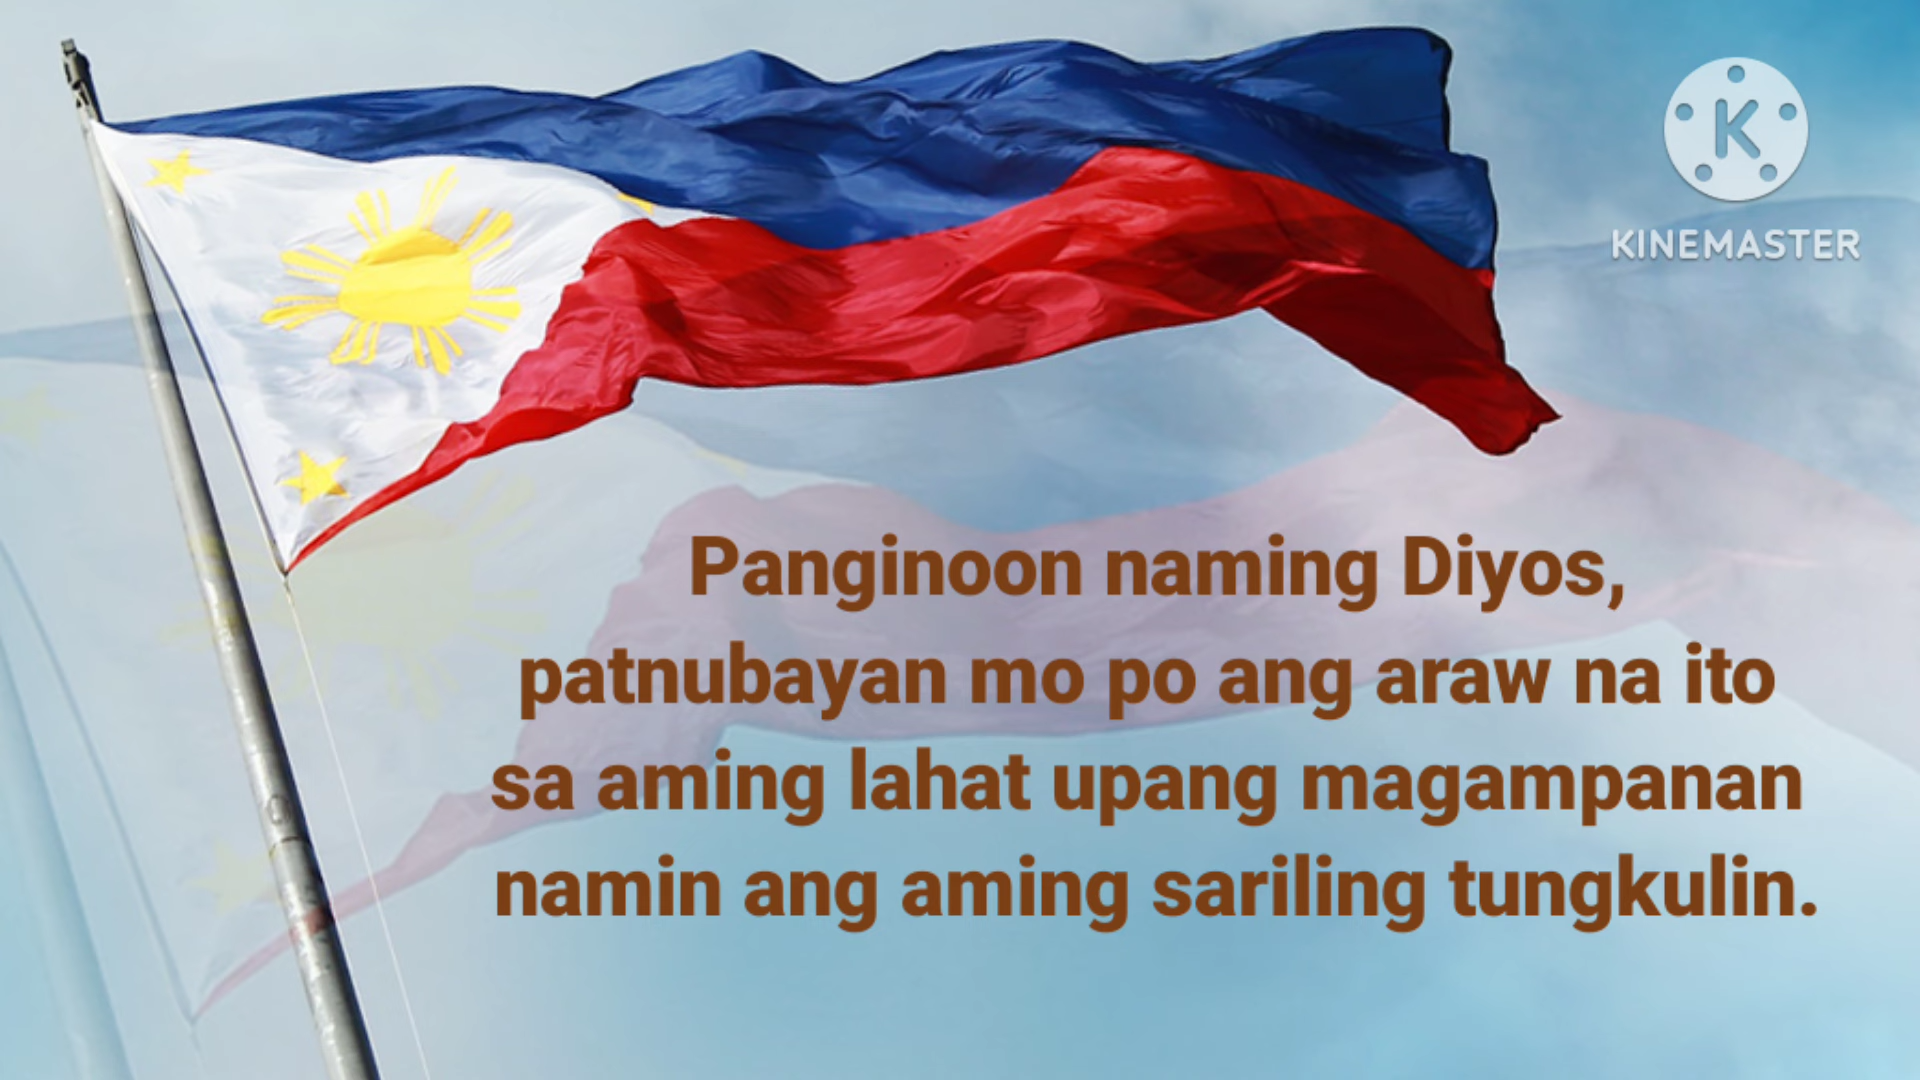 K
KINEMASTER
Panginoon naming Diyos,
patnubayan mo po ang araw na ito
sa aming lahat upang magampanan
namin ang aming sariling tungkulin.